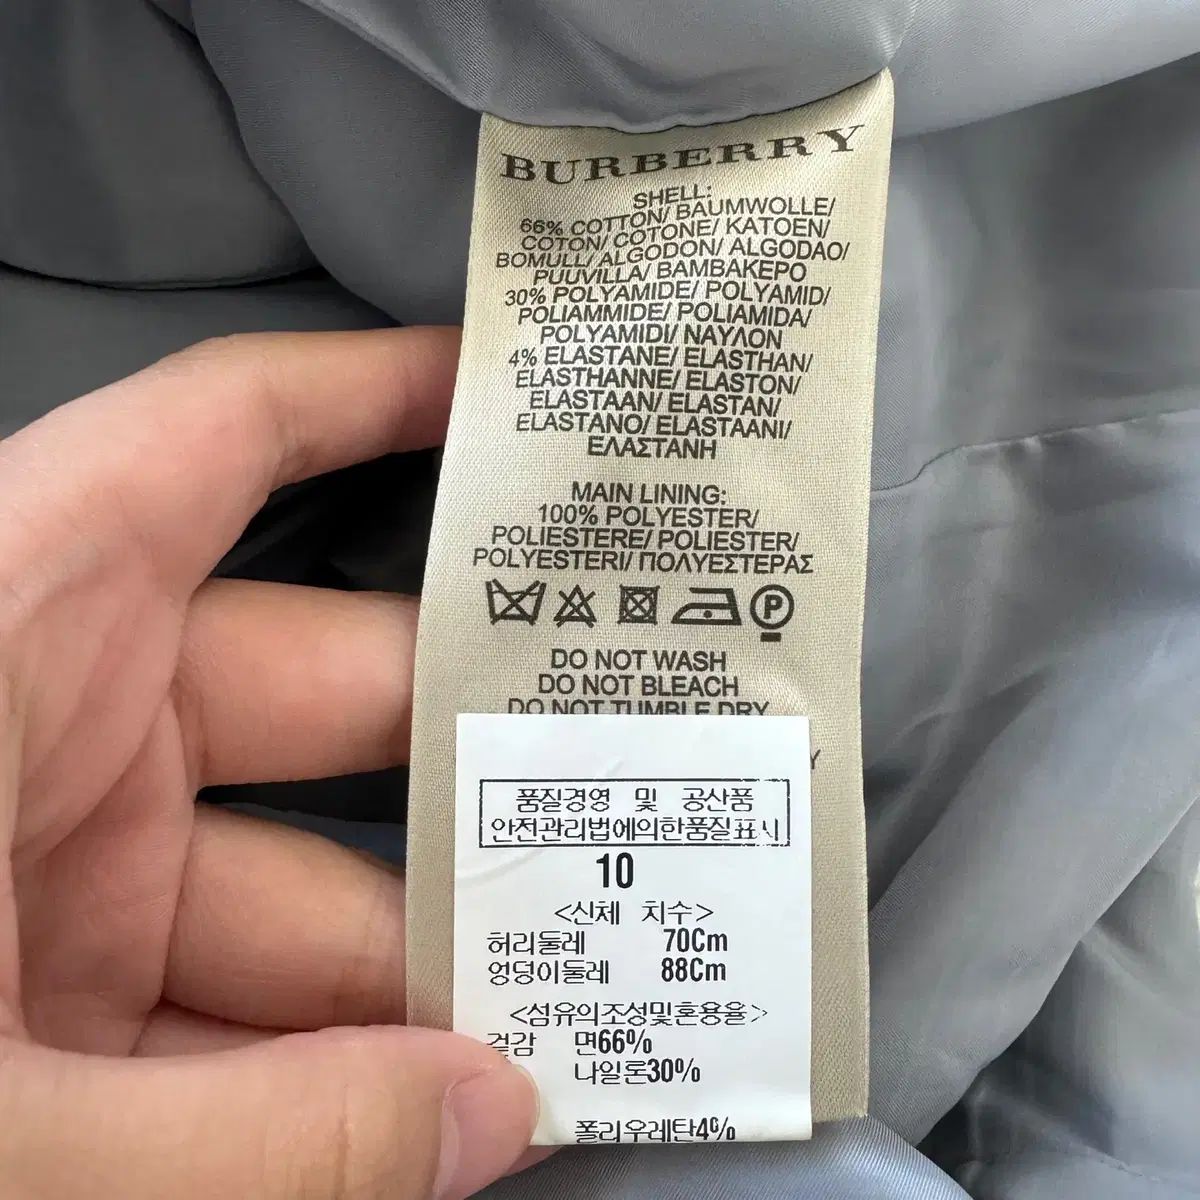 BURBERRY
SHELL:
66% COTTON/ BAUMWOLLE/
COTON/ COTONE/ KATOEN/
BOMULL/ ALGODON/ ALGODAO/
PUUVILLA/ BAMBAKEPO
30% POLYAMIDE/ POLYAMID/
POLIAMMIDE/ POLIAMIDA/
POLYAMIDI/ ΝΑΥΛΟΝ
4% ELASTANE/ ELASTHAN/
ELASTHANNE/ ELASTON/
ELASTAAN/ ELASTAN/
ELASTANO/ ELASTAANI/
ΕΛΑΣΤΑΝΗ
MAIN LINING:
100% POLYESTER/
POLIESTERE/ POLIESTER/
POLYESTERI/ ΠΟΛΥΕΣΤΕΡΑΣ
P
DO NOT WASH
DO NOT BLEACH
DO NOT TUMBLE DRY
품질경영 및 공산품
안전관리법에의한품질표시
10
<신체 치수>
허리둘레 70Cm
엉덩이둘레 88Cm
<섬유의조성및혼용율>
겉감 면66%
나일론30%
폴리우레탄4%